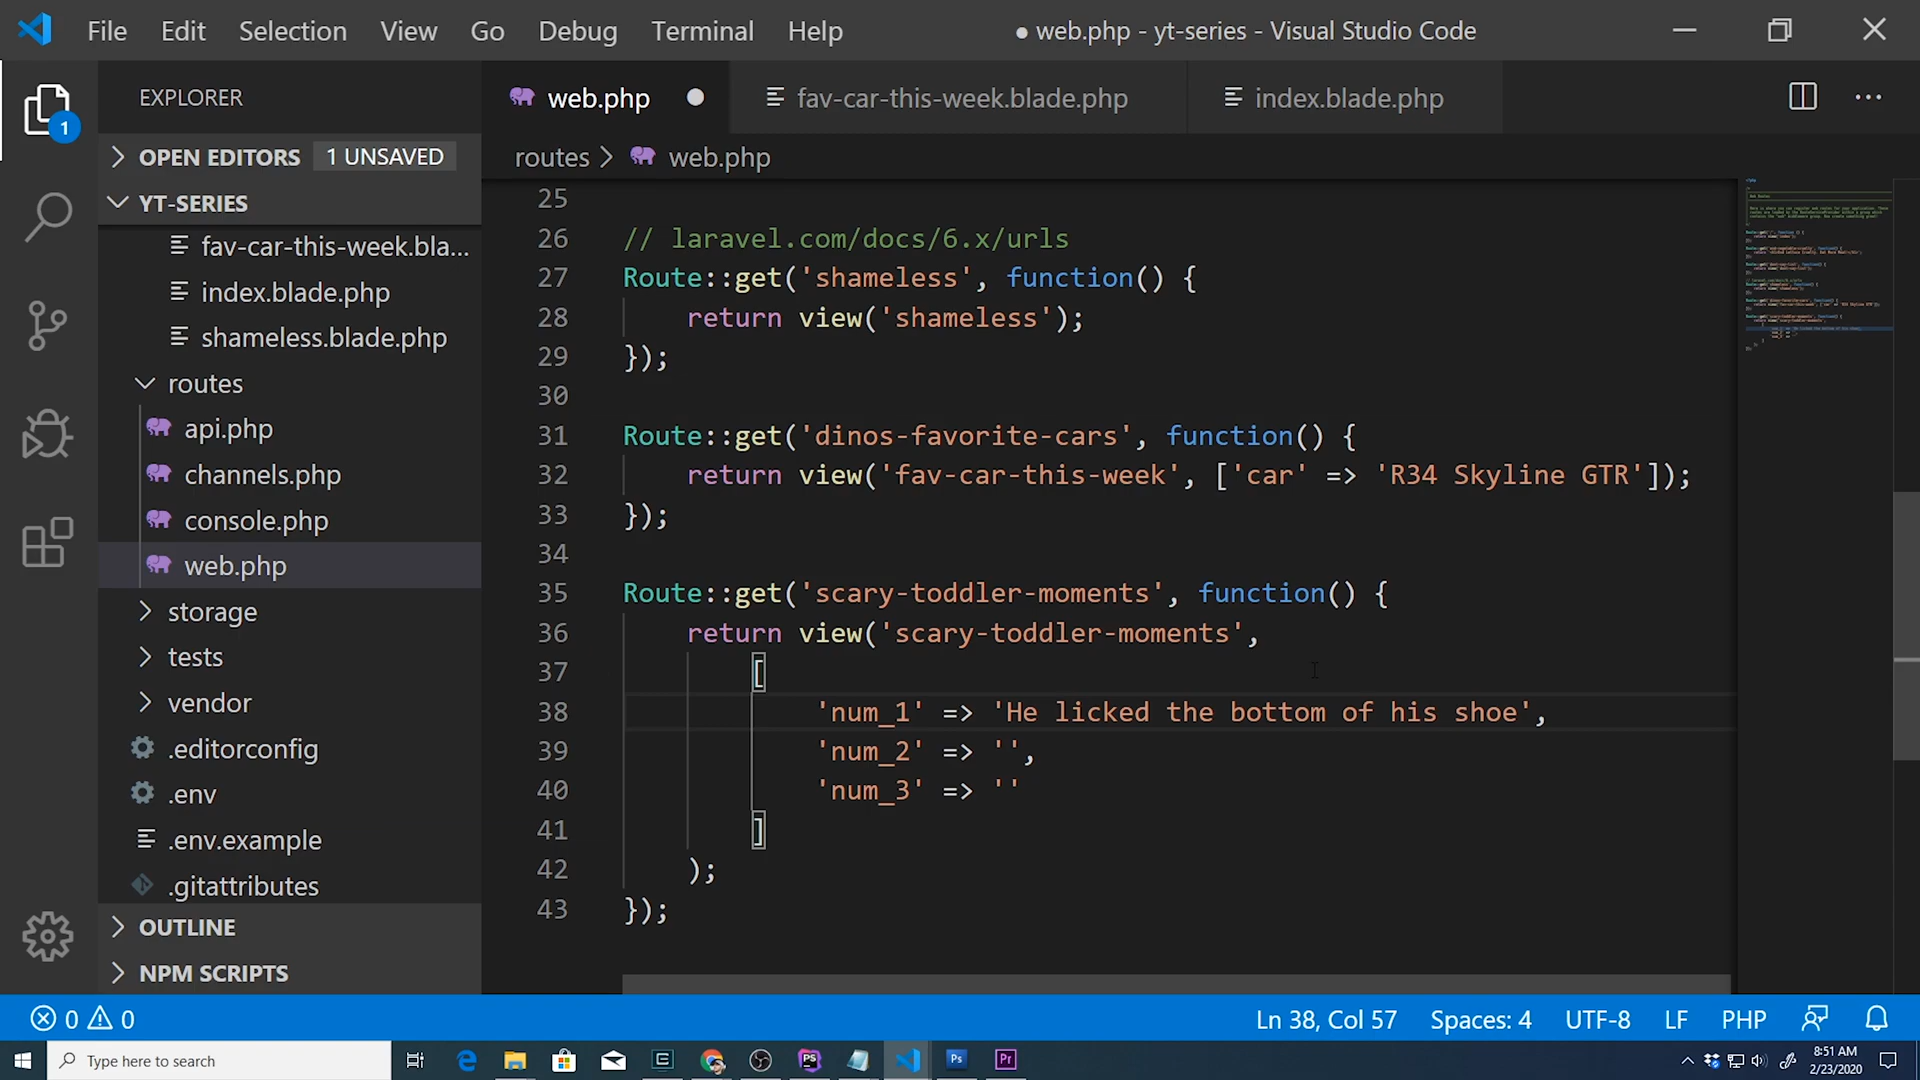 File Edit Selection View Go Debug Terminal Help ● web.php - yt-series - Visual Studio Code
1
EXPLORER
OPEN EDITORS 1 UNSAVED
YT-SERIES
fav-car-this-week.bla...
index.blade.php
shameless.blade.php
routes
api.php
channels.php
console.php
web.php
storage
tests
vendor
.editorconfig
.env
.env.example
.gitattributes
OUTLINE
NPM SCRIPTS
web.php fav-car-this-week.blade.php index.blade.php
routes > web.php
25
26 // laravel.com/docs/6.x/urls
27 Route::get('shameless', function() {
28 return view('shameless');
29 });
30
31 Route::get('dinos-favorite-cars', function() {
32 return view('fav-car-this-week', ['car' => 'R34 Skyline GTR']);
33 });
34
35 Route::get('scary-toddler-moments', function() {
36 return view('scary-toddler-moments',
37 [
38 'num_1' => 'He licked the bottom of his shoe',
39 'num_2' => '',
40 'num_3' => ''
41 ]
42 );
43 });
0 0 Ln 38, Col 57 Spaces: 4 UTF-8 LF PHP
Type here to search
PS
Ps
Pr
8:51 AM
2/23/2020